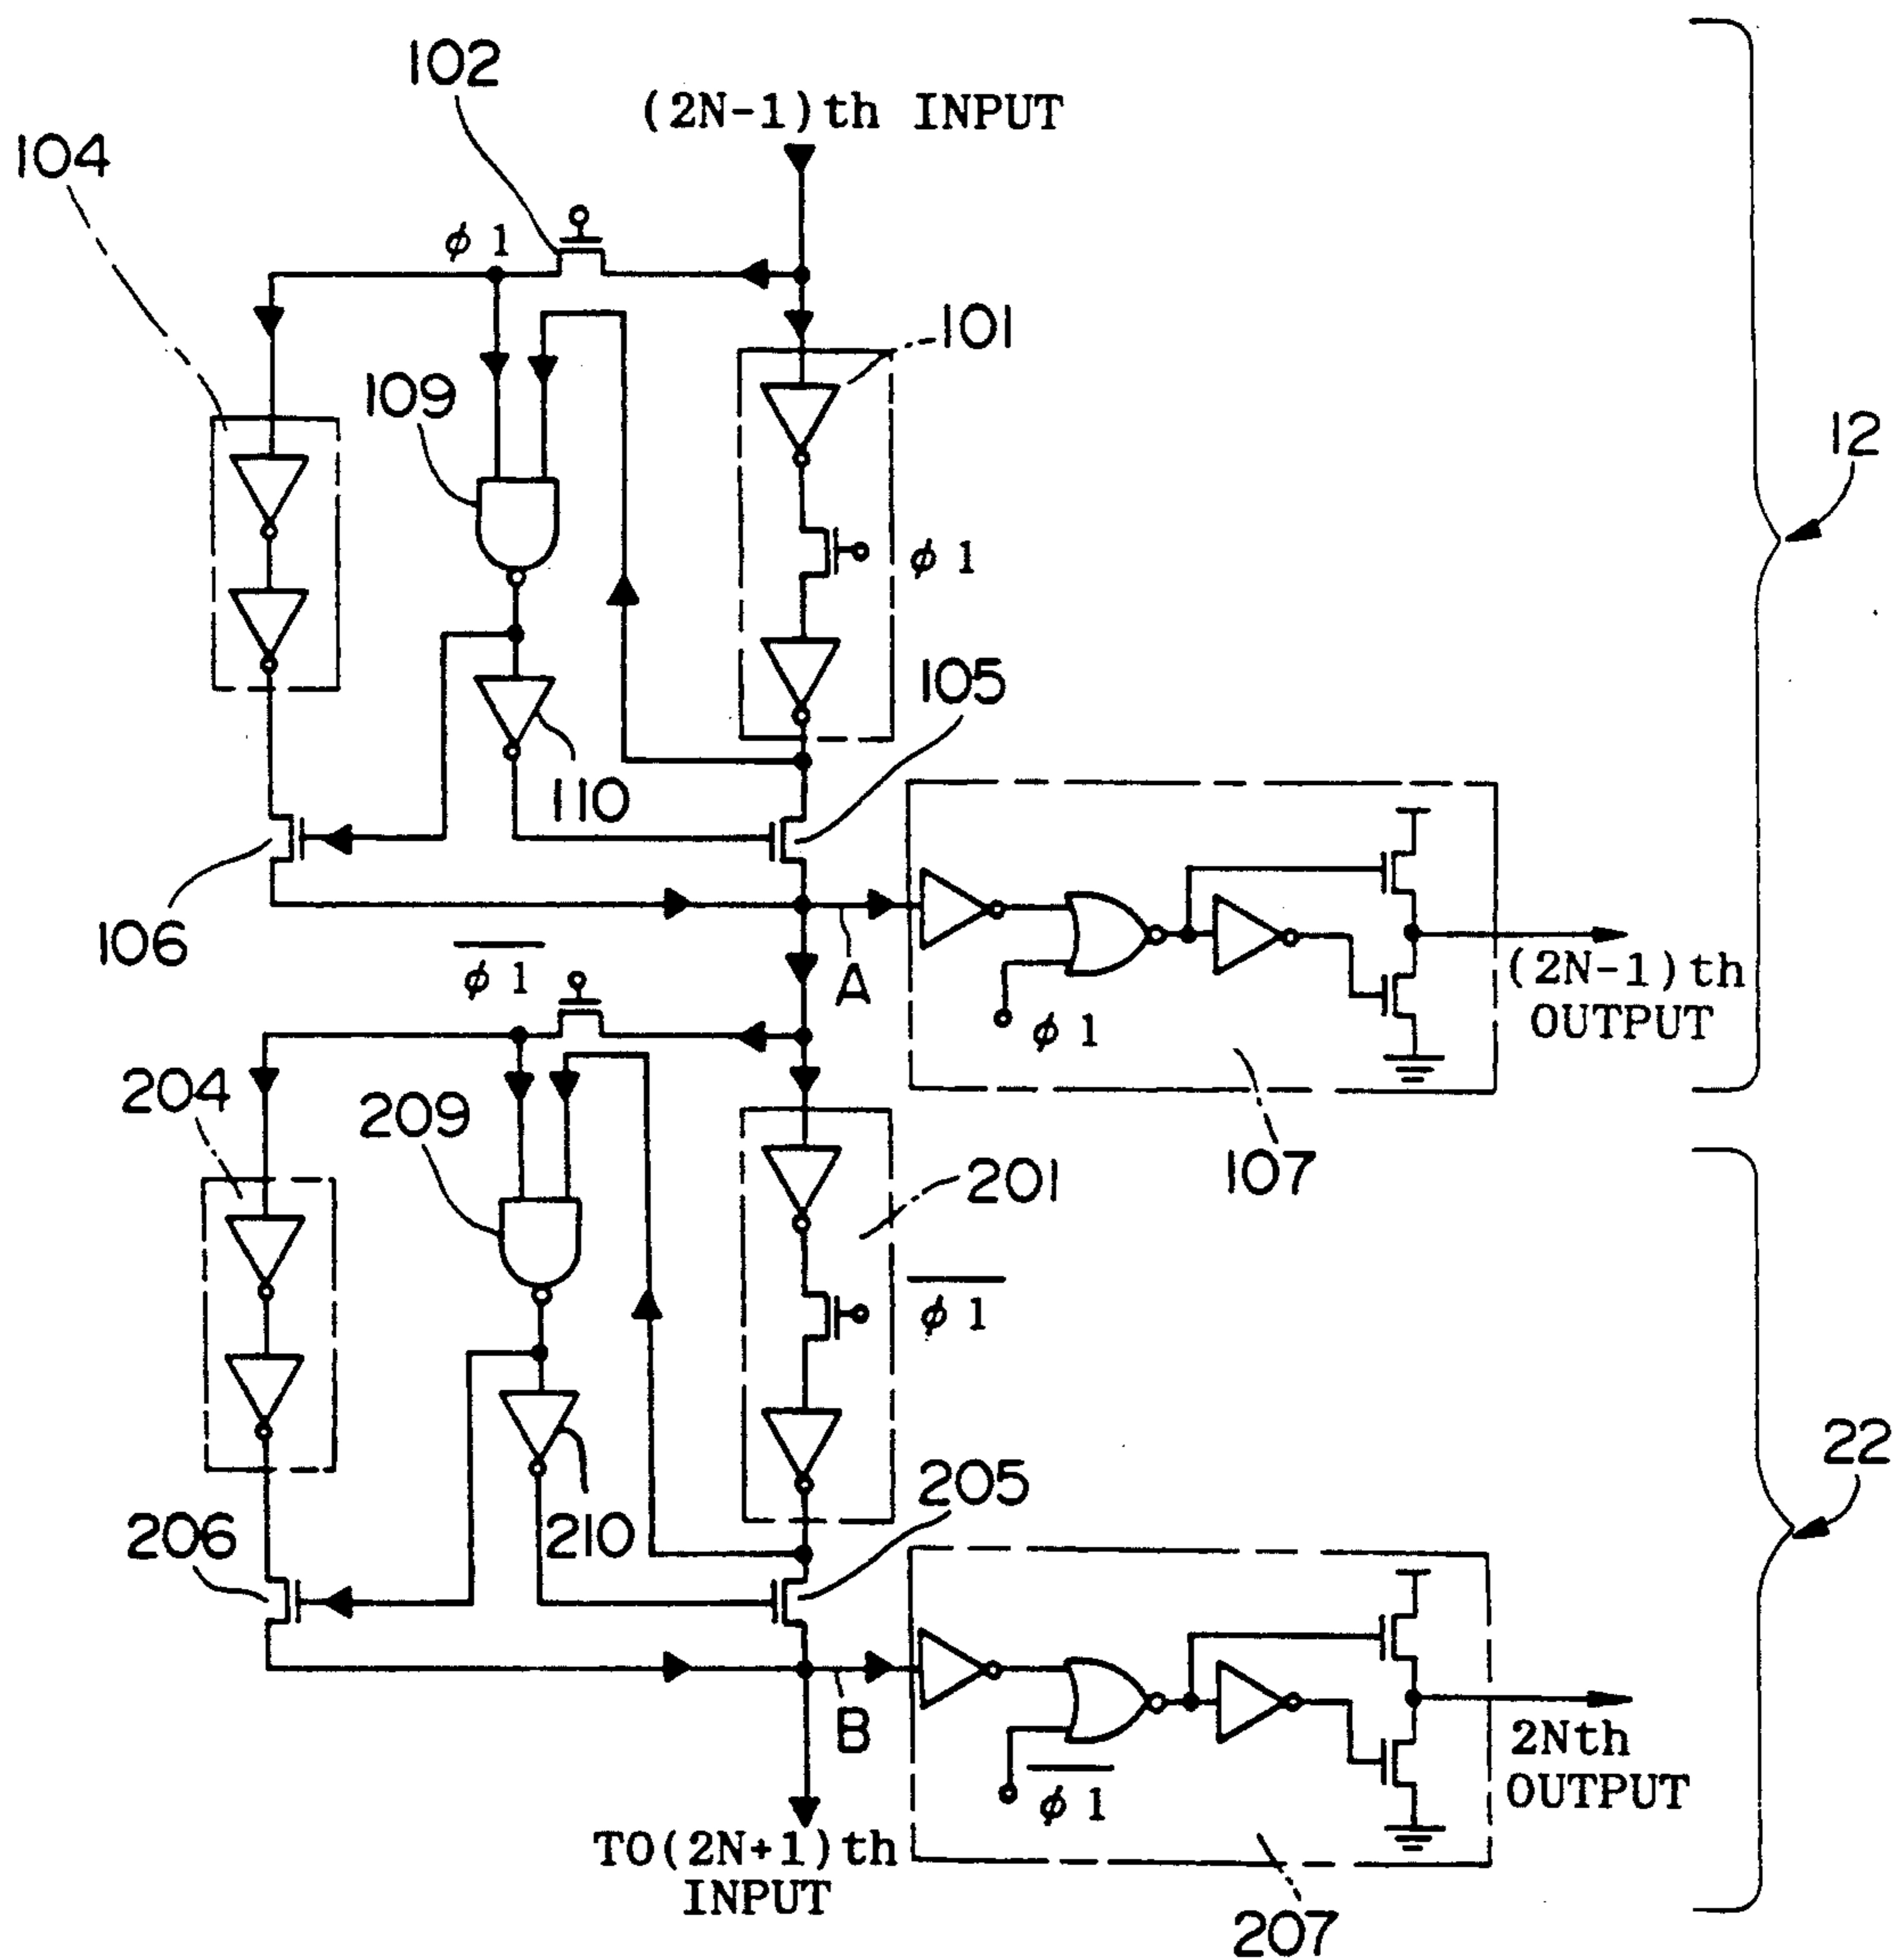 102
(2N-1)th INPUT
104
φ 1
101
109
12
φ 1
105
110
106
A
φ 1
(2N-1)th
OUTPUT
φ 1
204
209
107
201
φ 1
22
205
206
210
B
2Nth
OUTPUT
φ 1
TO(2N+1)th
INPUT
207